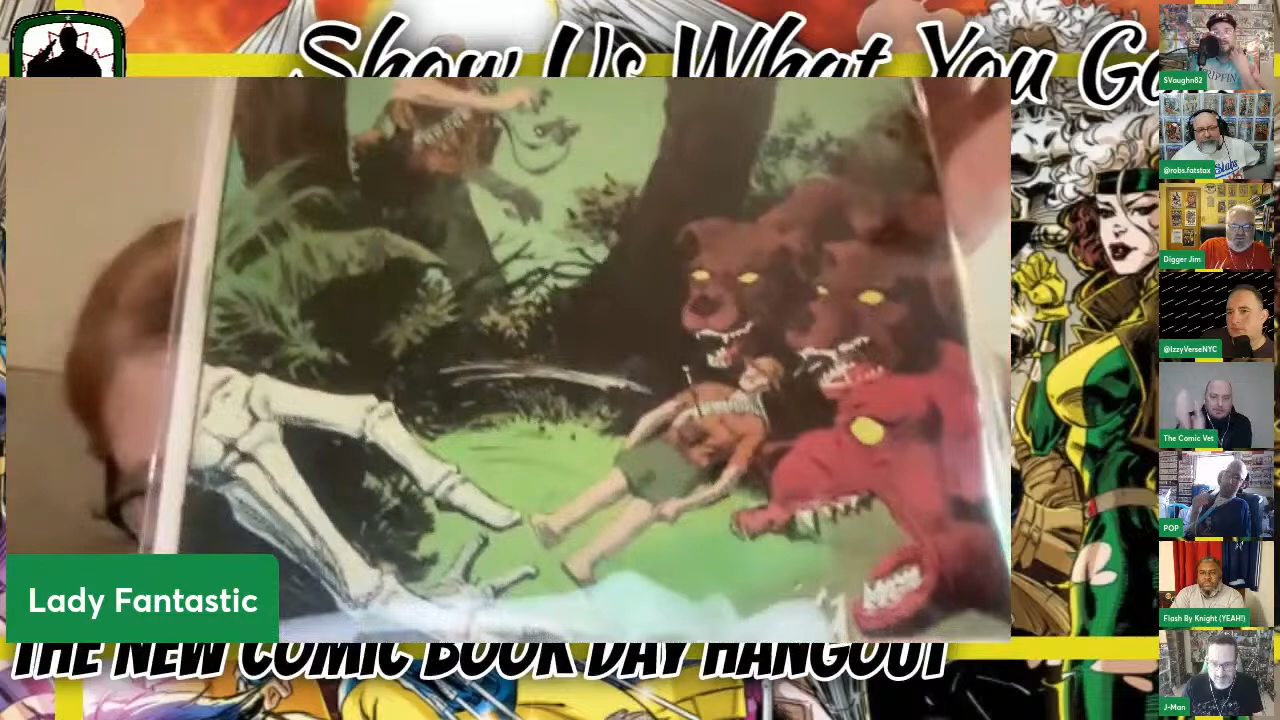 Show Us What You Go
SVaughn82
@robs.fatstax
Digger Jim
@IzzyVerseNYC
The Comic Vet
POP
Flash By Knight (YEAH!)
J-Man
Lady Fantastic
THE NEW COMIC BOOK DAY HANGOUT